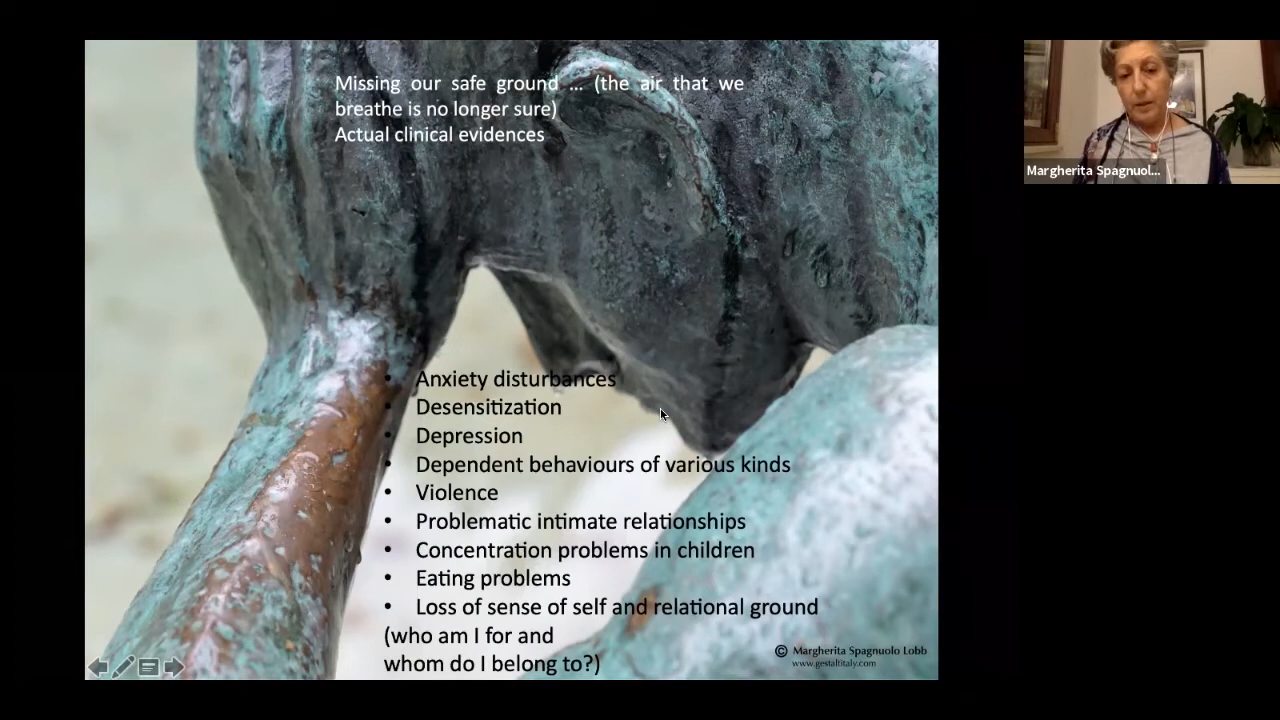 Missing our safe ground ... (the air that we
breathe is no longer sure)
Actual clinical evidences
• Anxiety disturbances
• Desensitization
• Depression
• Dependent behaviours of various kinds
• Violence
• Problematic intimate relationships
• Concentration problems in children
• Eating problems
• Loss of sense of self and relational ground
(who am I for and
whom do I belong to?)
© Margherita Spagnuolo Lobb
www.gestaltitaly.com
Margherita Spagnuol...